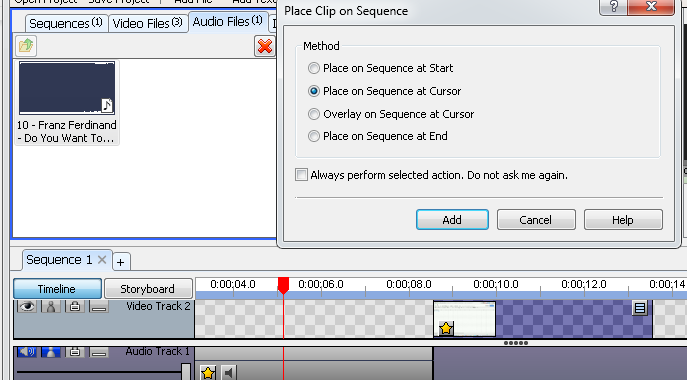 Open Project Save Project Add File Add Text
Sequences (1) Video Files (3) Audio Files (1)
10 - Franz Ferdinand
- Do You Want To...
Place Clip on Sequence
Method
Place on Sequence at Start
Place on Sequence at Cursor
Overlay on Sequence at Cursor
Place on Sequence at End
Always perform selected action. Do not ask me again.
Add Cancel Help
Sequence 1
Timeline Storyboard
0:00;04.0 0:00;06.0 0:00;08.0 0:00;10.0 0:00;12.0 0:00;14
Video Track 2
Audio Track 1